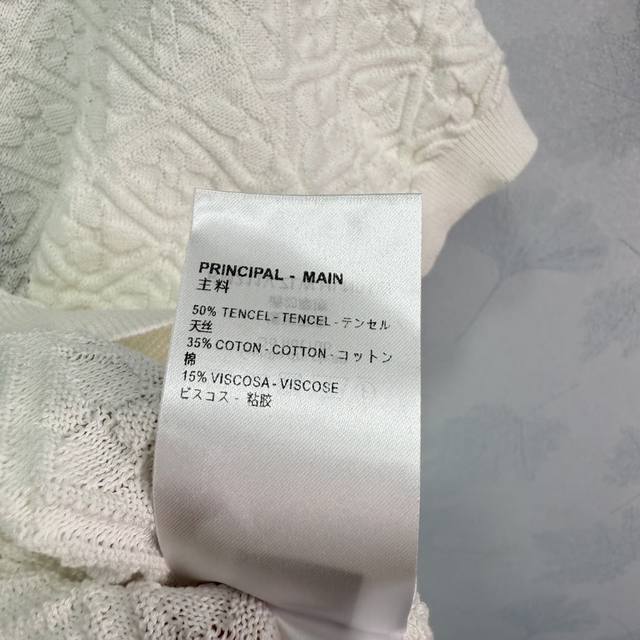 PRINCIPAL - MAIN
主料
50% TENCEL-TENCEL-テンセル
天丝
35% COTON-COTTON-コットン
棉
15% VISCOSA-VISCOSE
ビスコス - 粘胶